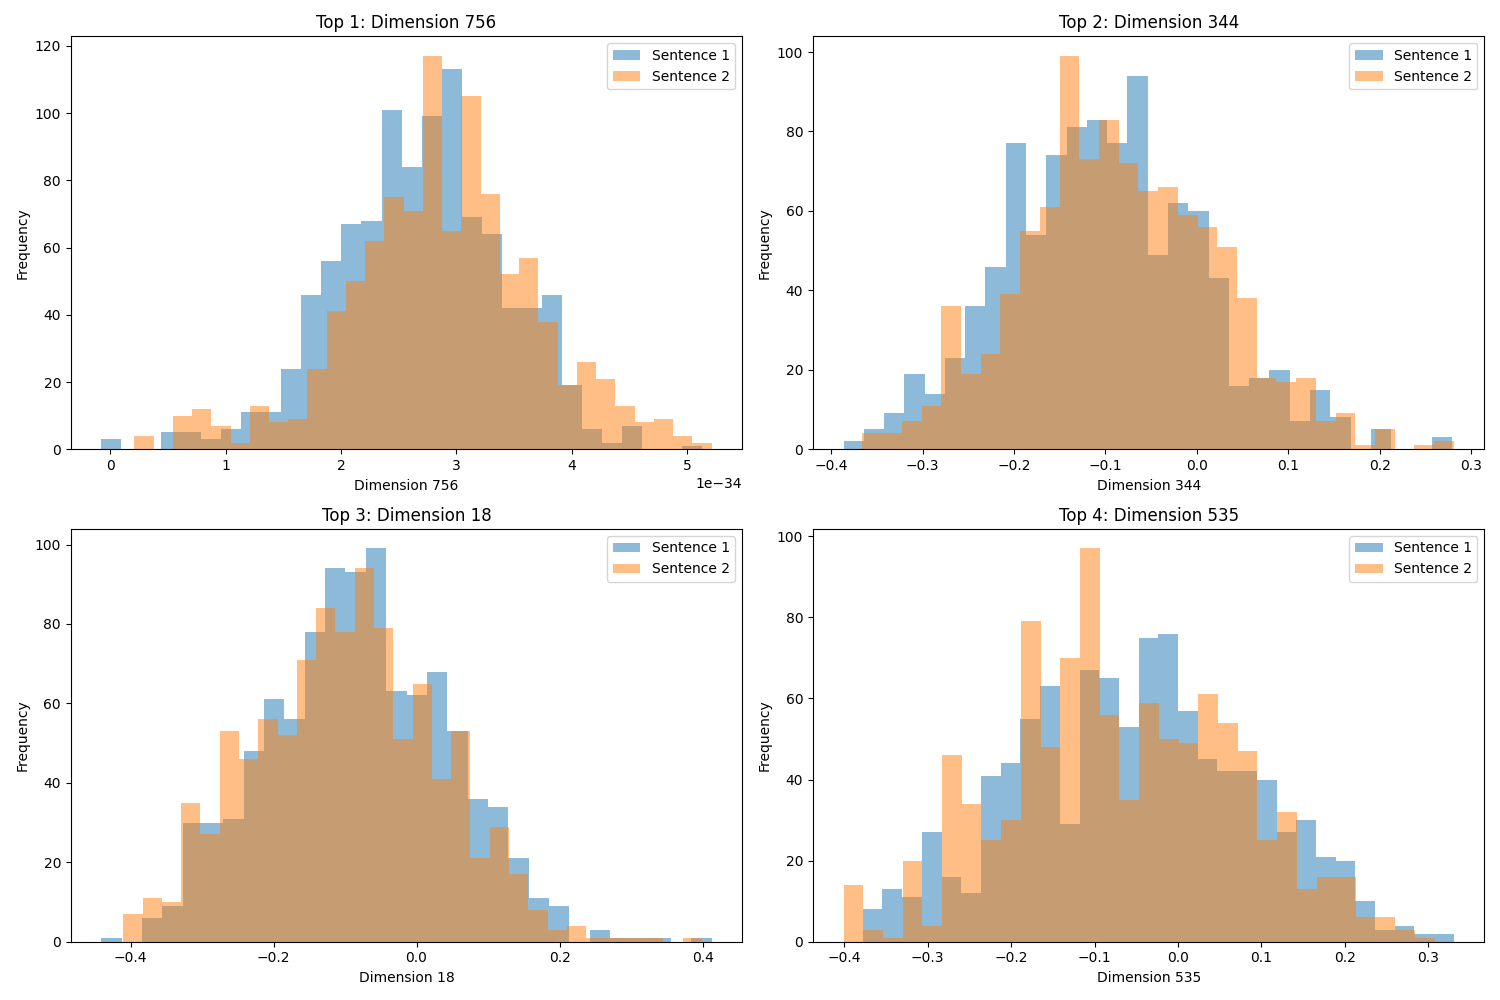 Top 1: Dimension 756
Sentence 1
Sentence 2
Frequency
120
100
80
60
40
20
0
0 1 2 3 4 5
1e−34
Dimension 756
Top 2: Dimension 344
Sentence 1
Sentence 2
Frequency
100
80
60
40
20
0
−0.4 −0.3 −0.2 −0.1 0.0 0.1 0.2 0.3
Dimension 344
Top 3: Dimension 18
Sentence 1
Sentence 2
Frequency
100
80
60
40
20
0
−0.4 −0.2 0.0 0.2 0.4
Dimension 18
Top 4: Dimension 535
Sentence 1
Sentence 2
Frequency
100
80
60
40
20
0
−0.4 −0.3 −0.2 −0.1 0.0 0.1 0.2 0.3
Dimension 535